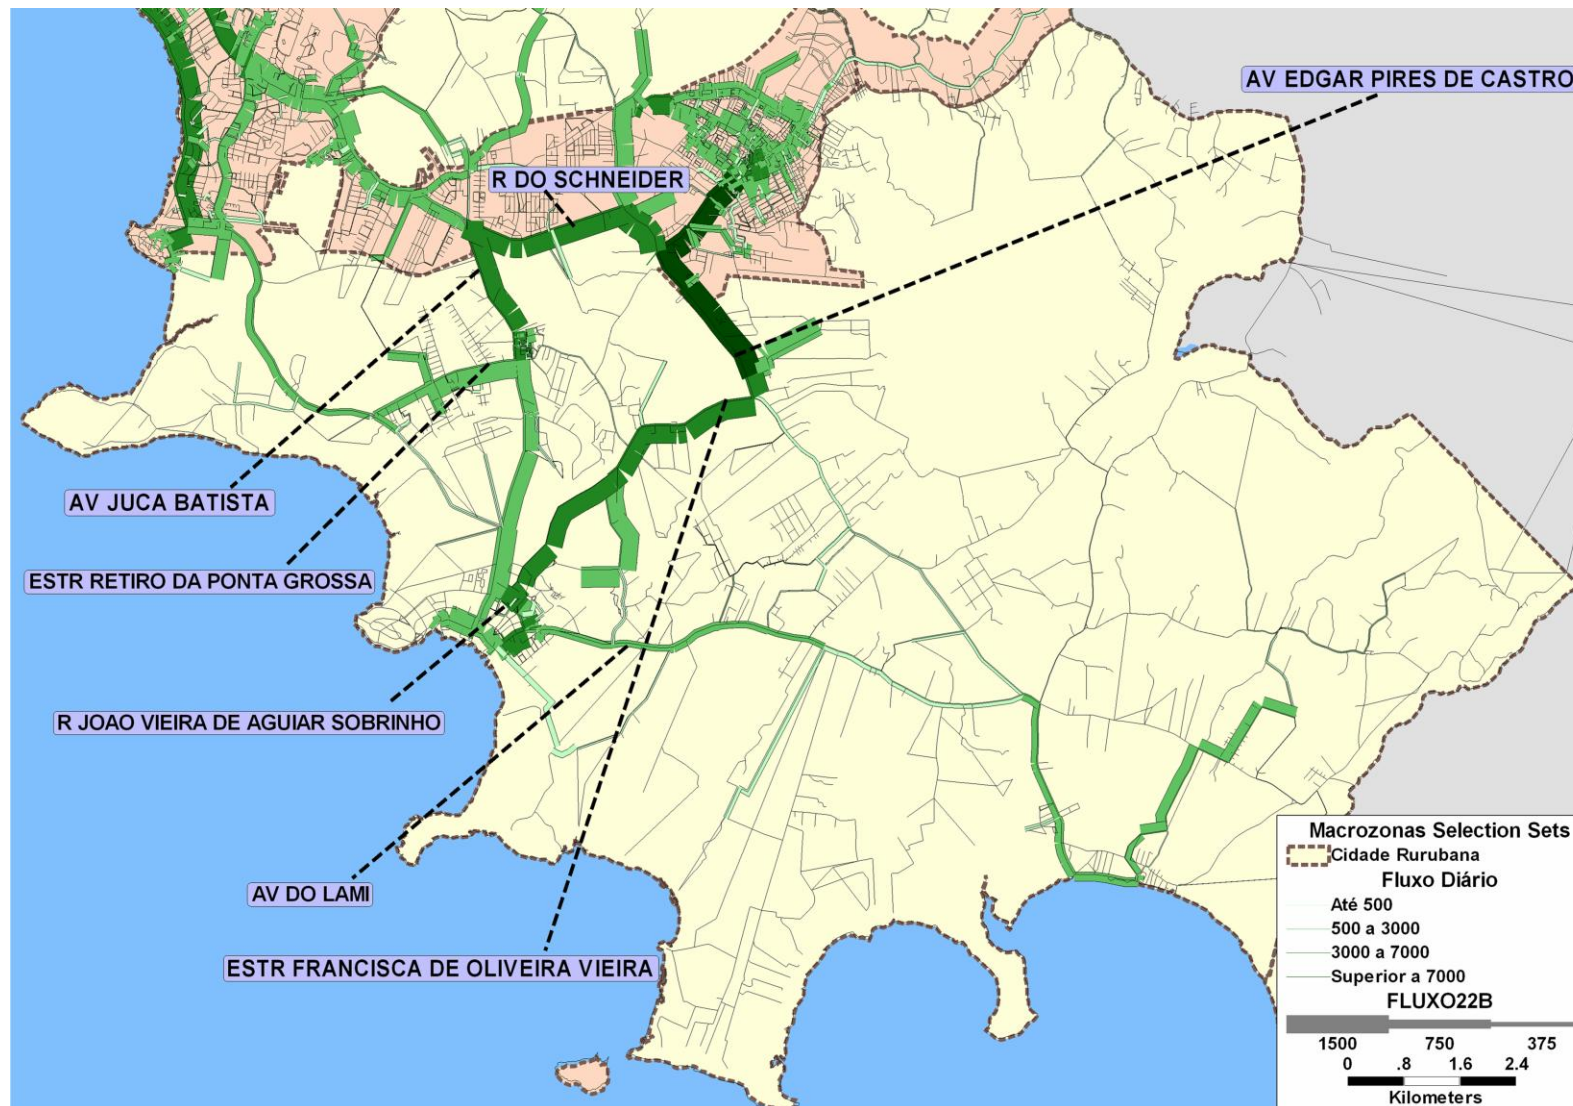 AV EDGAR PIRES DE CASTRO
R DO SCHNEIDER
AV JUCA BATISTA
ESTR RETIRO DA PONTA GROSSA
R JOAO VIEIRA DE AGUIAR SOBRINHO
AV DO LAMI
ESTR FRANCISCA DE OLIVEIRA VIEIRA
Macrozonas Selection Sets
Cidade Rururbana
Fluxo Diário
Até 500
500 a 3000
3000 a 7000
Superior a 7000
FLUXO22B
1500 750 375
0 .8 1.6 2.4
Kilometers